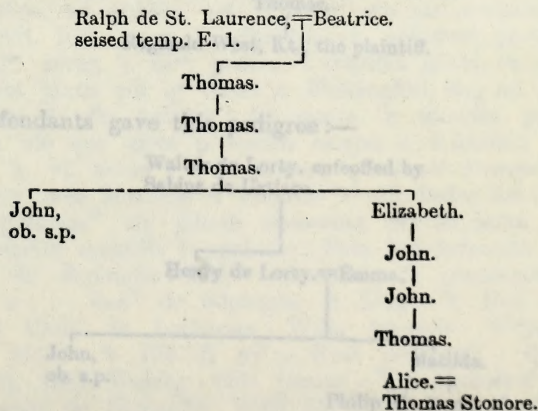 Ralph de St. Laurence,=Beatrice.
seised temp. E. 1.
Thomas.
Thomas.
Thomas.
John,
ob. s.p.
Elizabeth.
John.
John.
Thomas.
Alice.=
Thomas Stonore.